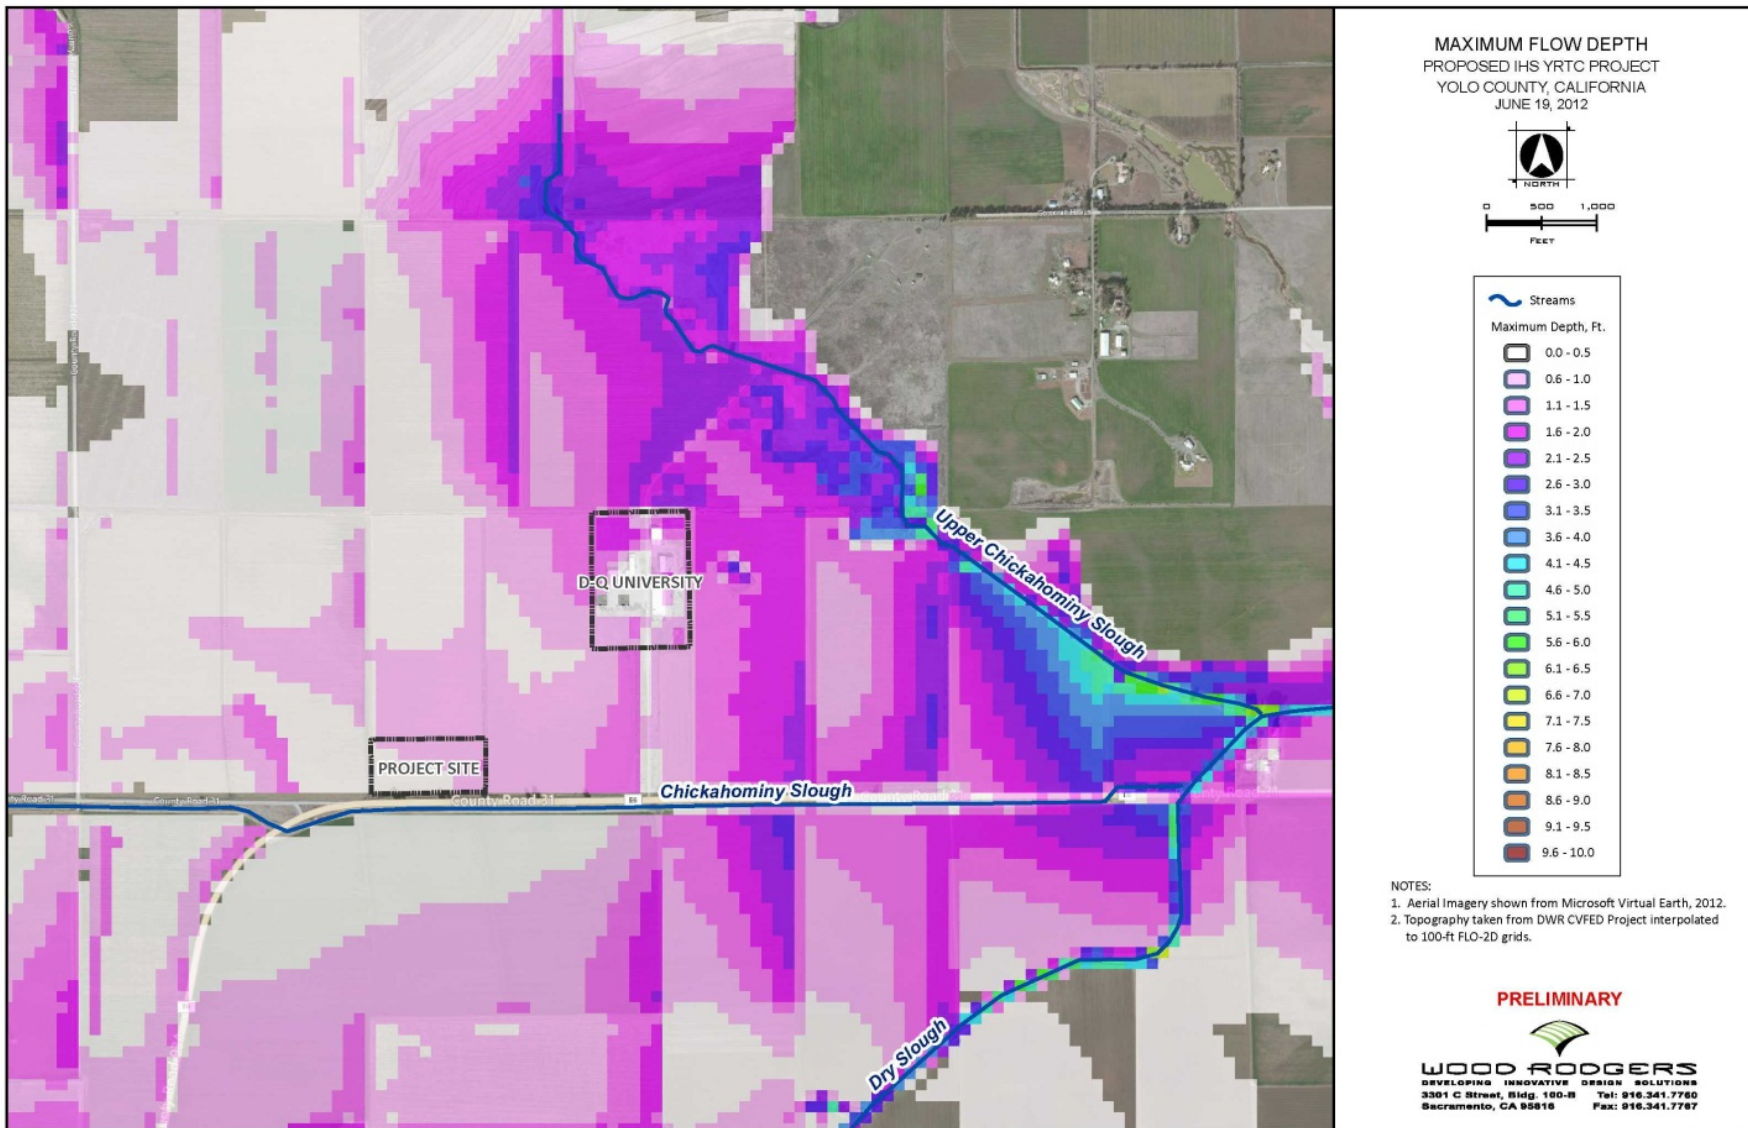 MAXIMUM FLOW DEPTH
PROPOSED IHS YRTC PROJECT
YOLO COUNTY, CALIFORNIA
JUNE 19, 2012
NORTH
0 500 1,000
FEET
Streams
Maximum Depth, Ft.
0.0 - 0.5
0.6 - 1.0
1.1 - 1.5
1.6 - 2.0
2.1 - 2.5
2.6 - 3.0
3.1 - 3.5
3.6 - 4.0
4.1 - 4.5
4.6 - 5.0
5.1 - 5.5
5.6 - 6.0
6.1 - 6.5
6.6 - 7.0
7.1 - 7.5
7.6 - 8.0
8.1 - 8.5
8.6 - 9.0
9.1 - 9.5
9.6 - 10.0
NOTES:
1. Aerial Imagery shown from Microsoft Virtual Earth, 2012.
2. Topography taken from DWR CVFED Project interpolated
to 100-ft FLO-2D grids.
PRELIMINARY
WOOD RODGERS
DEVELOPING INNOVATIVE DESIGN SOLUTIONS
3301 C Street, Bldg. 100-B Tel: 916.341.7760
Sacramento, CA 95816 Fax: 916.341.7767
Upper Chickahominy Slough
D-Q UNIVERSITY
PROJECT SITE
Chickahominy Slough
County Road 31
County Road 31
County Road 31
E6
Dry Slough